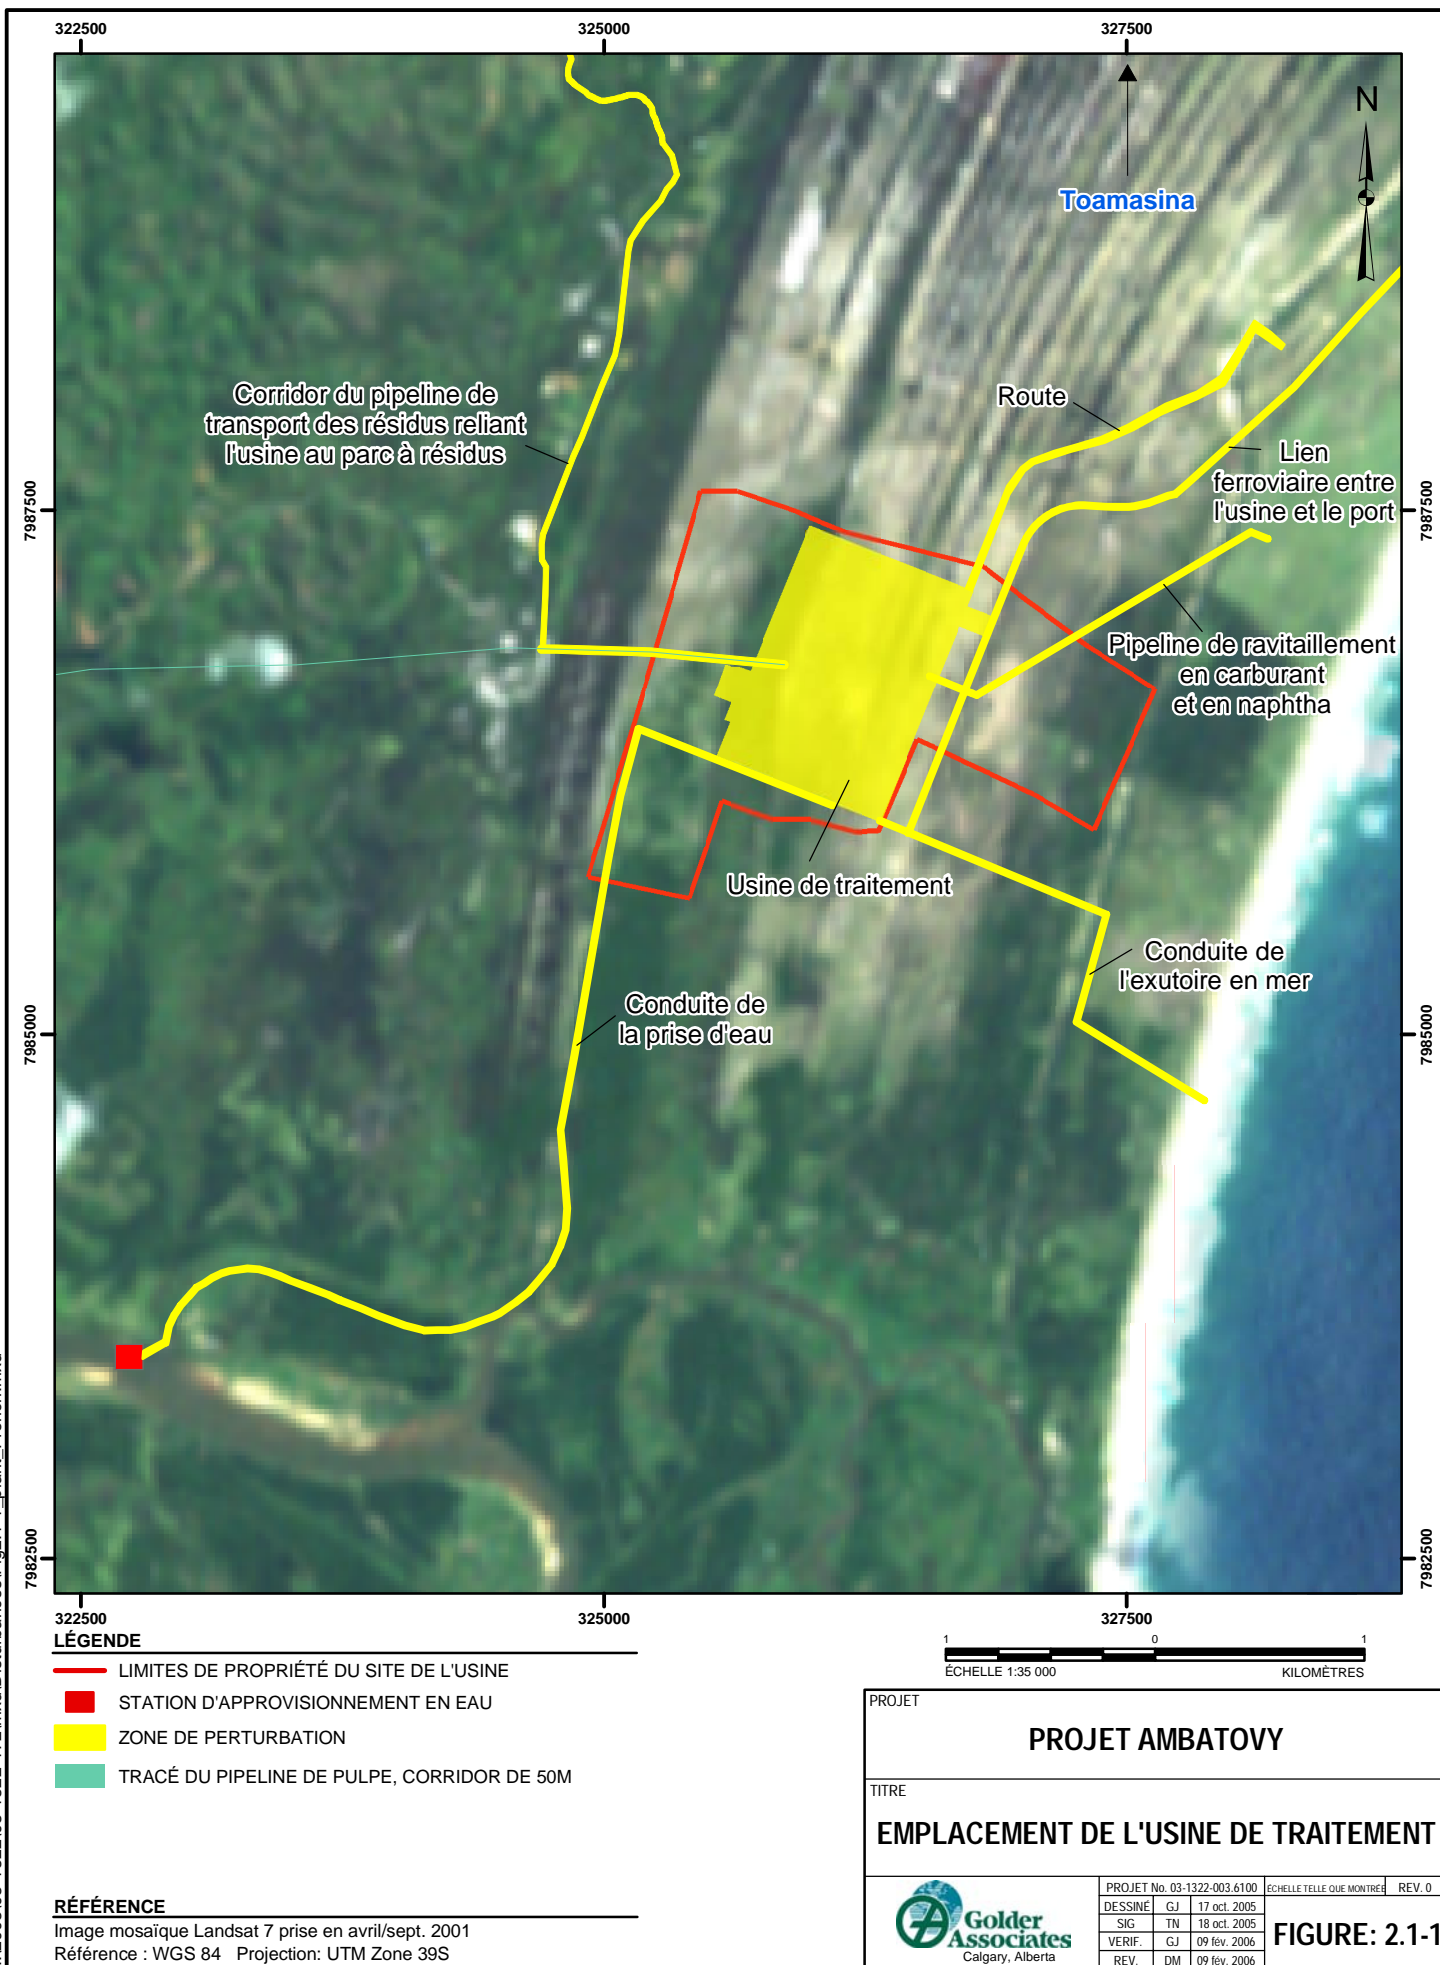 322500
325000
327500
N
Toamasina
Corridor du pipeline de
transport des résidus reliant
l'usine au parc à résidus
Route
Lien
ferroviaire entre
l'usine et le port
7987500
7987500
Pipeline de ravitaillement
en carburant
et en naphtha
Usine de traitement
Conduite de
l'exutoire en mer
Conduite de
la prise d'eau
7985000
7985000
7982500
7982500
322500
325000
327500
LÉGENDE
LIMITES DE PROPRIÉTÉ DU SITE DE L'USINE
STATION D'APPROVISIONNEMENT EN EAU
ZONE DE PERTURBATION
TRACÉ DU PIPELINE DE PULPE, CORRIDOR DE 50M
1 0 1
ÉCHELLE 1:35 000 KILOMÈTRES
PROJET
PROJET AMBATOVY
TITRE
EMPLACEMENT DE L'USINE DE TRAITEMENT
RÉFÉRENCE
Image mosaïque Landsat 7 prise en avril/sept. 2001
Référence : WGS 84 Projection: UTM Zone 39S
Golder
Associates
Calgary, Alberta
PROJET No. 03-1322-003.6100 ÉCHELLE TELLE QUE MONTRÉE REV. 0
DESSINÉ GJ 17 oct. 2005
SIG TN 18 oct. 2005
VERIF. GJ 09 fév. 2006
REV. DM 09 fév. 2006
FIGURE: 2.1-1